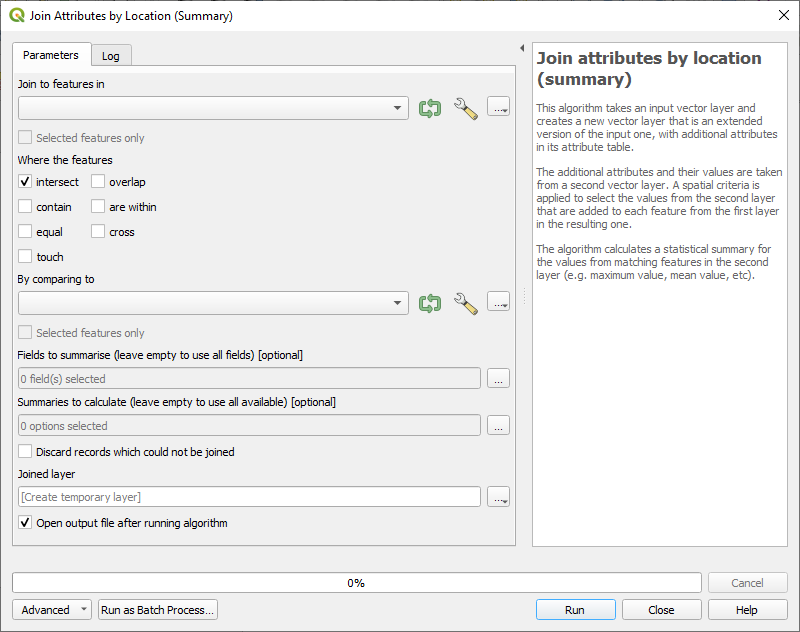 Join Attributes by Location (Summary)
Parameters
Log
Join to features in
...
Selected features only
Where the features
intersect
overlap
contain
are within
equal
cross
touch
By comparing to
...
Selected features only
Fields to summarise (leave empty to use all fields) [optional]
0 field(s) selected
...
Summaries to calculate (leave empty to use all available) [optional]
0 options selected
...
Discard records which could not be joined
Joined layer
[Create temporary layer]
...
Open output file after running algorithm
Join attributes by location
(summary)
This algorithm takes an input vector layer and
creates a new vector layer that is an extended
version of the input one, with additional attributes
in its attribute table.
The additional attributes and their values are taken
from a second vector layer. A spatial criteria is
applied to select the values from the second layer
that are added to each feature from the first layer
in the resulting one.
The algorithm calculates a statistical summary for
the values from matching features in the second
layer (e.g. maximum value, mean value, etc).
0%
Cancel
Advanced
Run as Batch Process...
Run
Close
Help